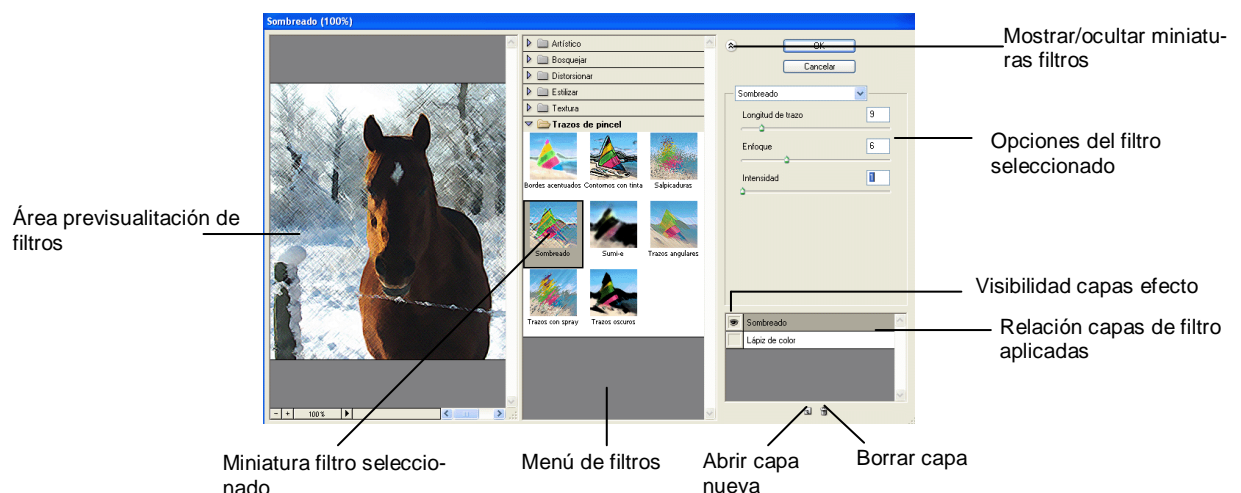 Sombreado (100%)
Mostrar/ocultar miniatu-
ras filtros
Artístico
Bosquejar
Distorsionar
Estilizar
Textura
Trazos de pincel
Bordes acentuados
Contornos con tinta
Salpicaduras
Sombreado
Sumi-e
Trazos angulares
Trazos con spray
Trazos oscuros
OK
Cancelar
Sombreado
Longitud de trazo
9
Enfoque
6
Intensidad
1
Opciones del filtro
seleccionado
Área previsualitación de
filtros
Visibilidad capas efecto
Sombreado
Lápiz de color
Relación capas de filtro
aplicadas
- + 100%
Miniatura filtro seleccio-
nado
Menú de filtros
Abrir capa
nueva
Borrar capa